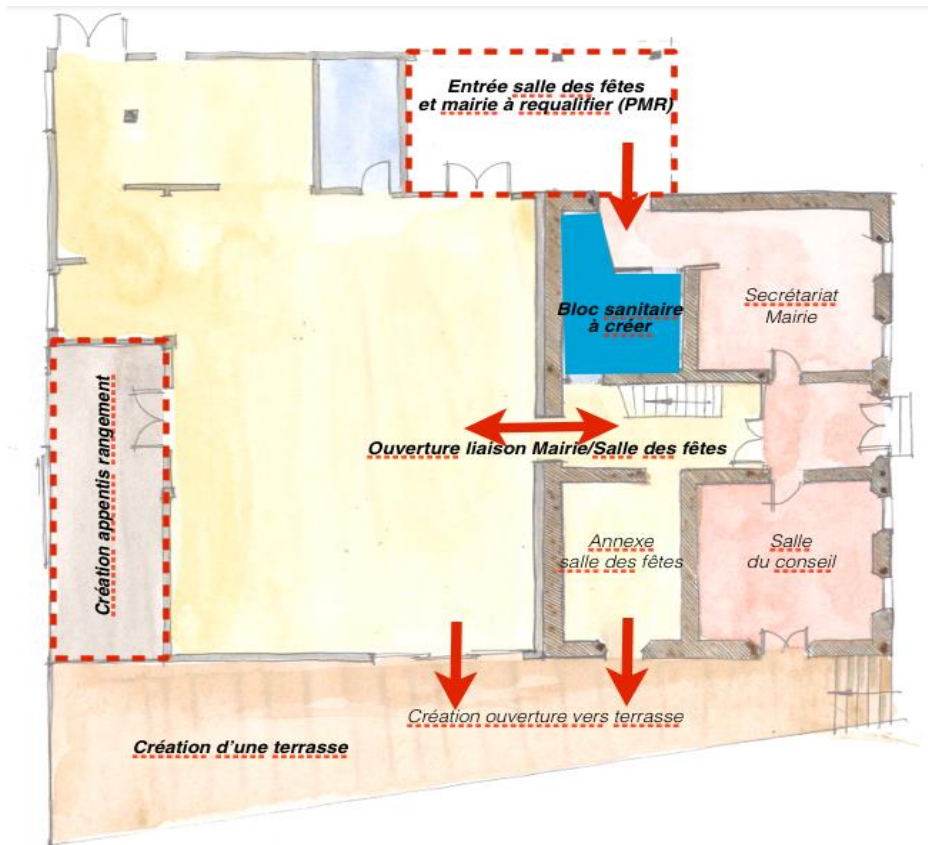 Entrée salle des fêtes
et mairie à requalifier (PMR)
Bloc sanitaire
à créer
Secrétariat
Mairie
Création appentis rangement
Ouverture liaison Mairie/Salle des fêtes
Annexe
salle des fêtes
Salle
du conseil
Création ouverture vers terrasse
Création d'une terrasse